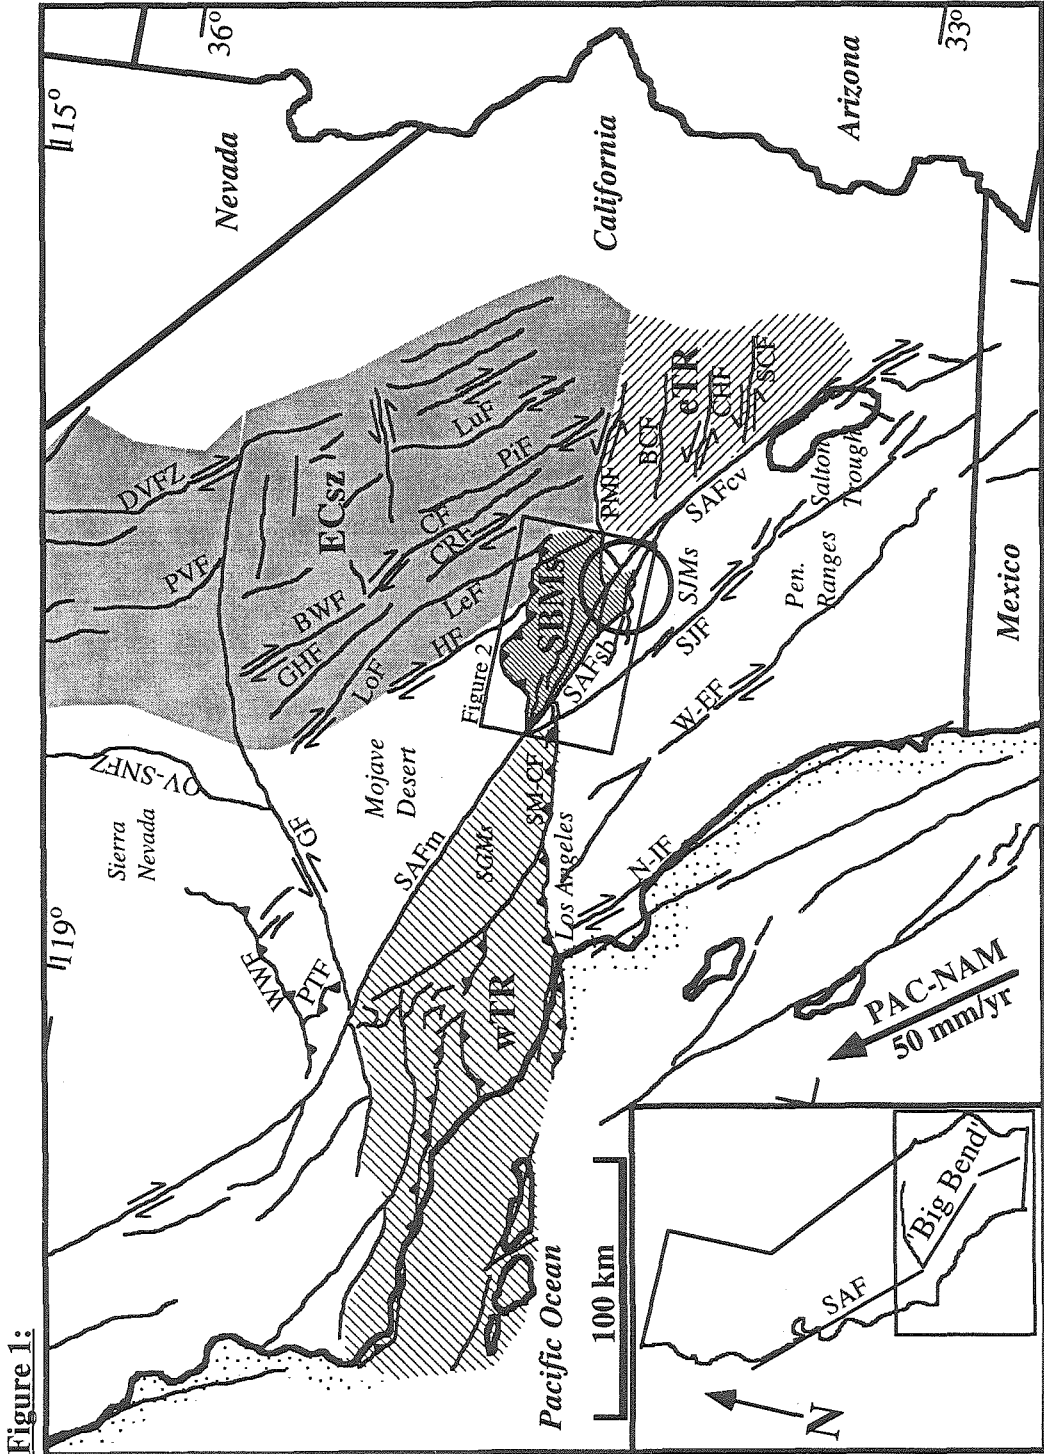 Figure 1:
119°
115°
36°
33°
Sierra
Nevada
Nevada
California
Arizona
Mexico
Mojave
Desert
Los Angeles
Pacific Ocean
Salton
Trough
Pen.
Ranges
SJMs
SGMs
SBMs
ECsz
eTR
wTR
OV-SNFZ
DVFZ
PVF
GF
WWF
PTF
BWF
GHF
LoF
LeF
HF
CF
CRF
PiF
LuF
PMF
BCF
CHF
sCF
SAFcv
SAFsb
SAFm
SM-CF
SJF
W-EF
N-IF
Figure 2
PAC-NAM
50 mm/yr
100 km
N
SAF
"Big Bend"